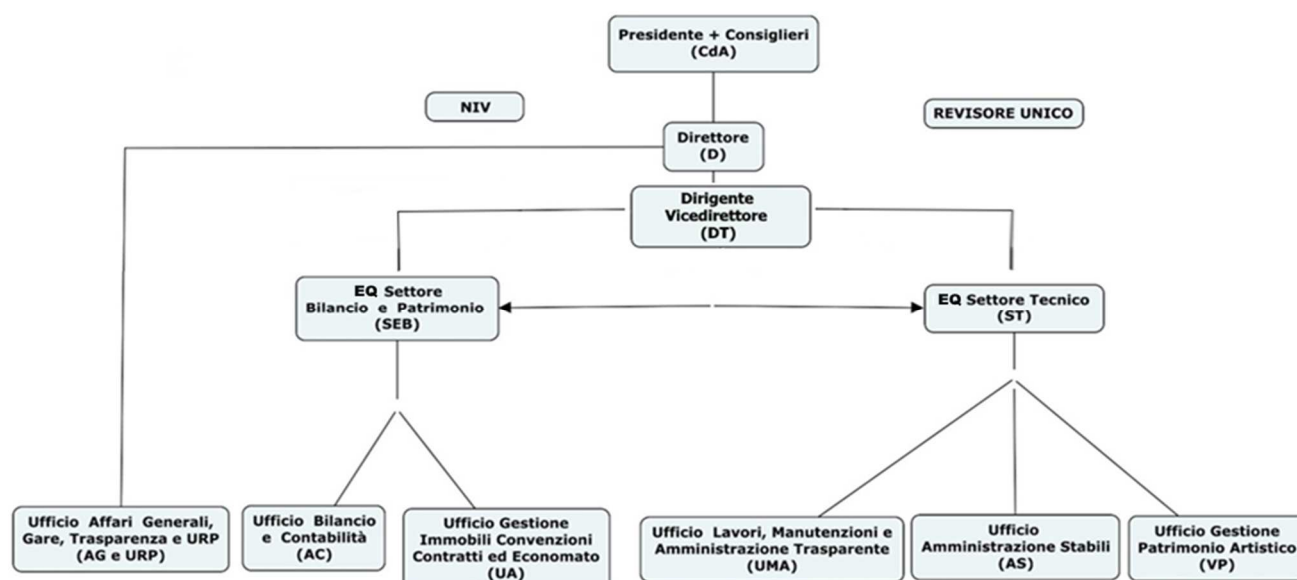 Presidente + Consiglieri
(CdA)
NIV
REVISORE UNICO
Direttore
(D)
Dirigente
Vicedirettore
(DT)
EQ Settore
Bilancio e Patrimonio
(SEB)
EQ Settore Tecnico
(ST)
Ufficio Affari Generali,
Gare, Trasparenza e URP
(AG e URP)
Ufficio Bilancio
e Contabilità
(AC)
Ufficio Gestione
Immobili Convenzioni
Contratti ed Economato
(UA)
Ufficio Lavori, Manutenzioni e
Amministrazione Trasparente
(UMA)
Ufficio
Amministrazione Stabili
(AS)
Ufficio Gestione
Patrimonio Artistico
(VP)